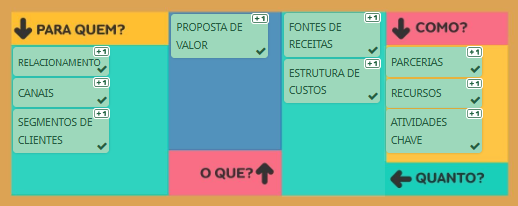 PARA QUEM?
+1
RELACIONAMENTO
+1
CANAIS
+1
SEGMENTOS DE
CLIENTES
+1
PROPOSTA DE
VALOR
O QUE?
+1
FONTES DE
RECEITAS
+1
ESTRUTURA DE
CUSTOS
COMO?
+1
PARCERIAS
+1
RECURSOS
+1
ATIVIDADES
CHAVE
QUANTO?